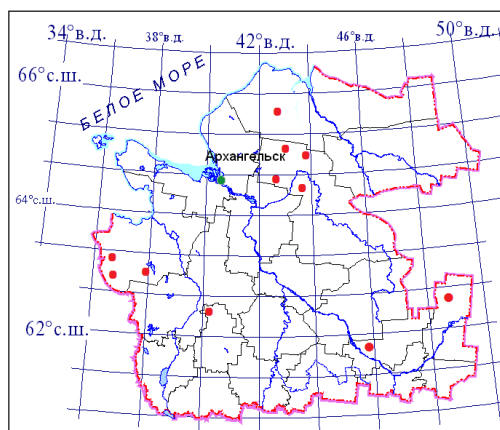 34°в.д.
38°в.д.
42°в.д.
46°в.д.
50°в.д.
66°с.ш.
БЕЛОЕ МОРЕ
Архангельск
64°с.ш.
62°с.ш.